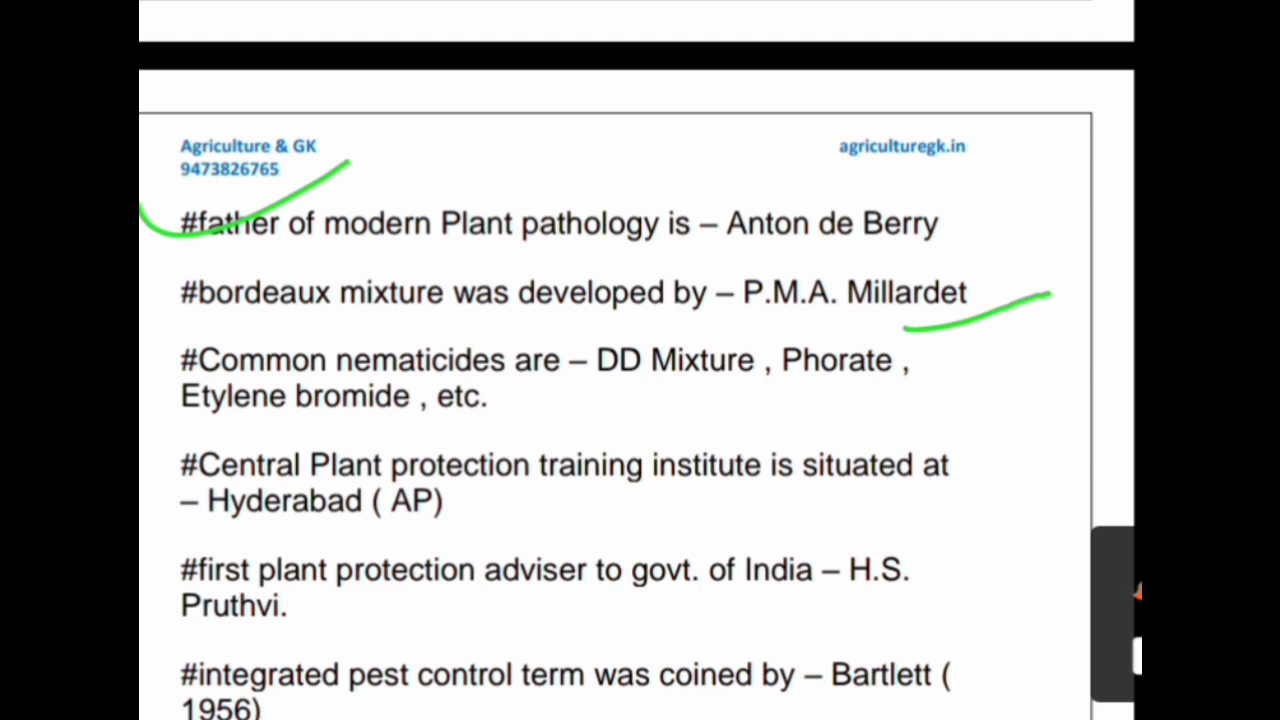 Agriculture & GK
agriculturegk.in
9473826765
#father of modern Plant pathology is – Anton de Berry
#bordeaux mixture was developed by – P.M.A. Millardet
#Common nematicides are – DD Mixture , Phorate ,
Etylene bromide , etc.
#Central Plant protection training institute is situated at
– Hyderabad ( AP)
#first plant protection adviser to govt. of India – H.S.
Pruthvi.
#integrated pest control term was coined by – Bartlett (
1956)